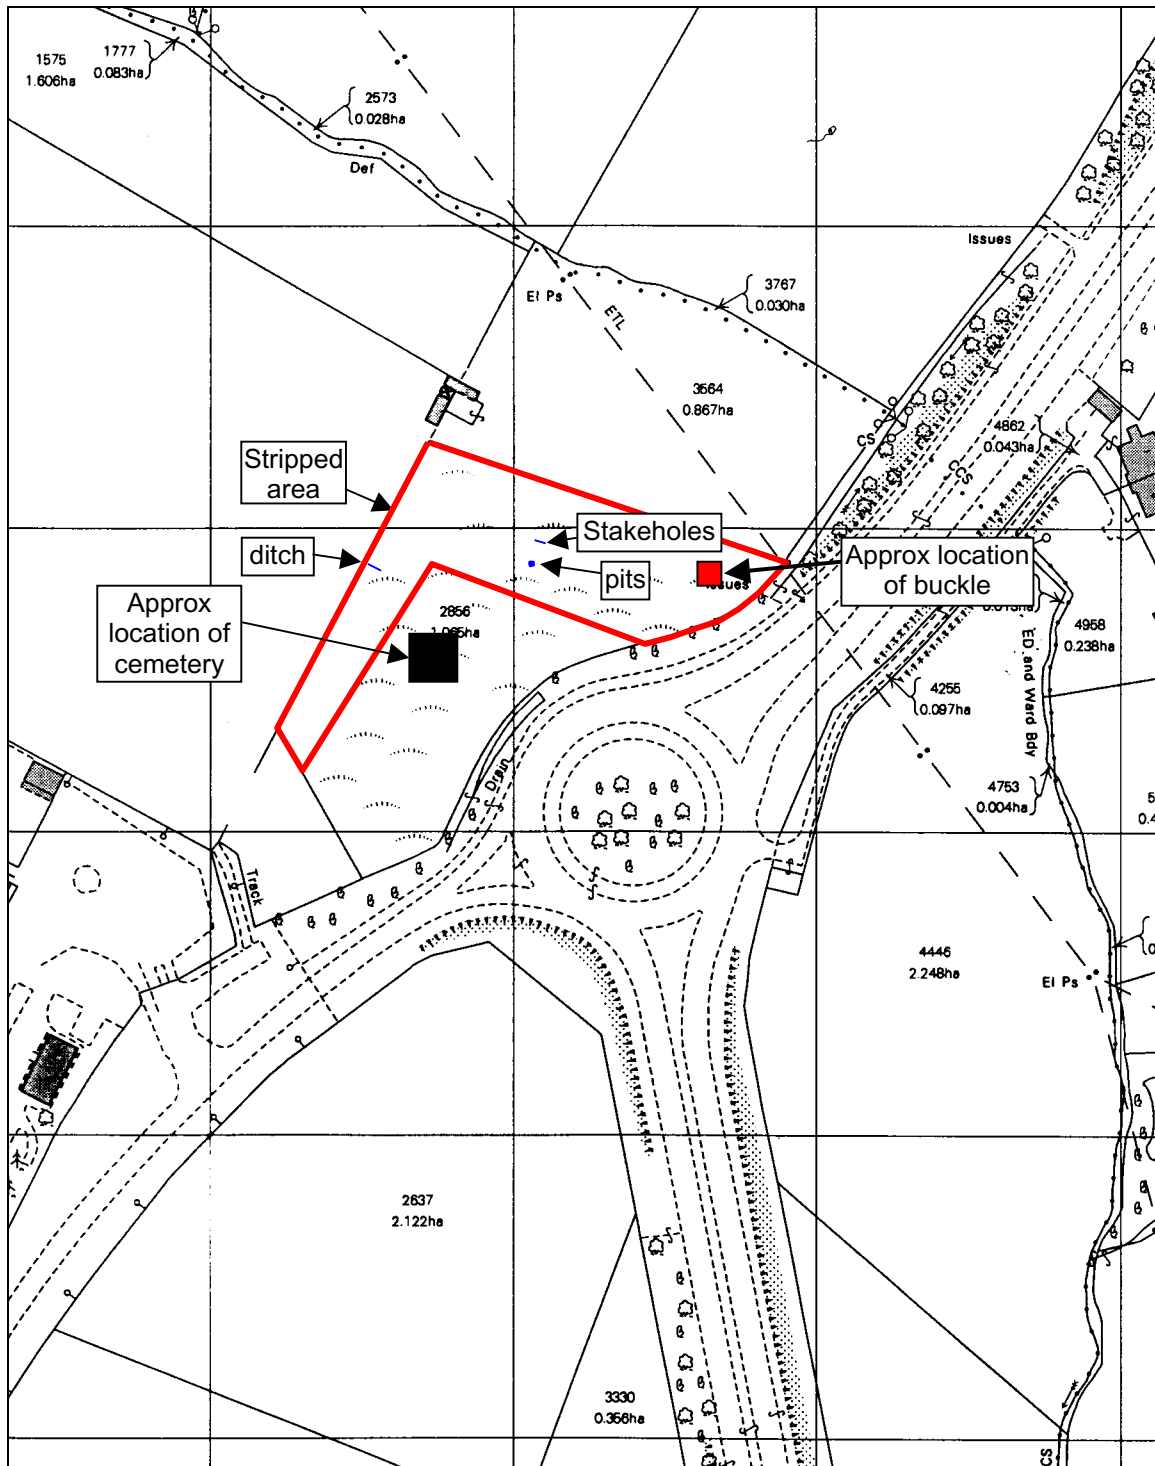 1575
1.606ha
1777
0.083ha
2573
0.028ha
Def
Issues
El Ps
ETL
3767
0.030ha
3564
0.867ha
CS
CCS
4862
0.043ha
Stripped
area
Stakeholes
ditch
pits
Approx location
of buckle
Issues
Approx
location of
cemetery
2856
4958
0.238ha
ED and Ward Bdy
4255
0.097ha
4753
0.004ha
Drain
Track
4446
2.248ha
El Ps
2637
2.122ha
3330
0.356ha
CS